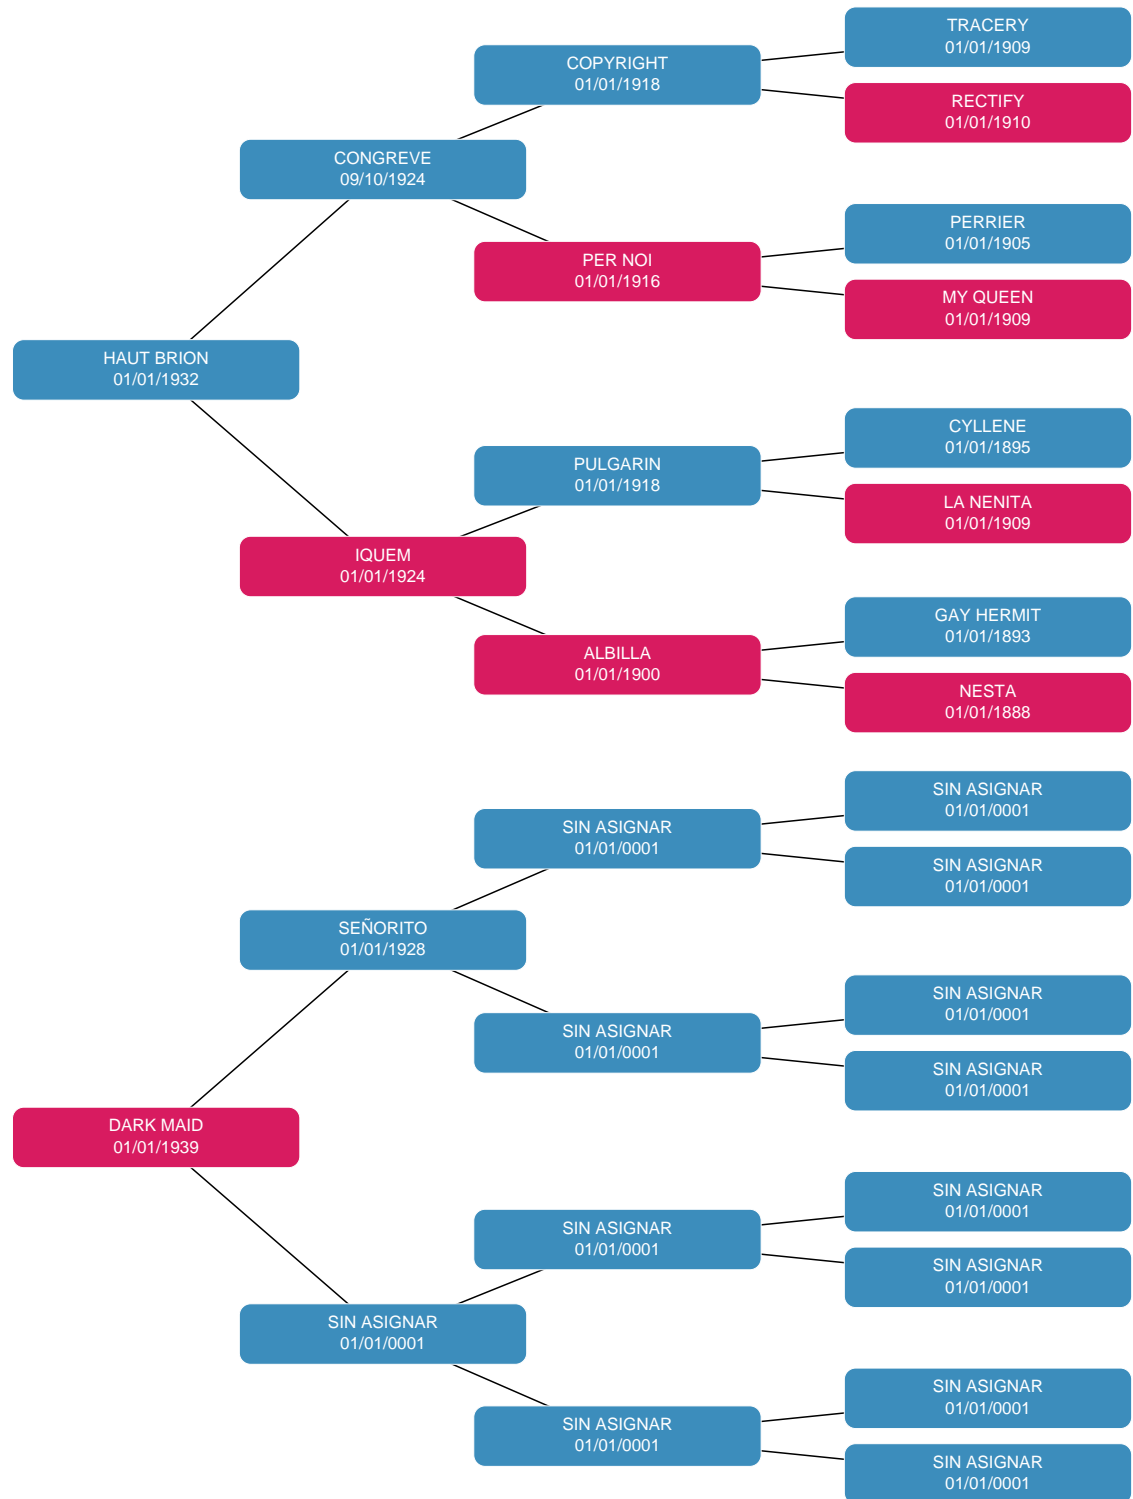 TRACERY
01/01/1909
COPYRIGHT
01/01/1918
RECTIFY
01/01/1910
CONGREVE
09/10/1924
PERRIER
01/01/1905
PER NOI
01/01/1916
MY QUEEN
01/01/1909
HAUT BRION
01/01/1932
CYLLENE
01/01/1895
PULGARIN
01/01/1918
LA NENITA
01/01/1909
IQUEM
01/01/1924
GAY HERMIT
01/01/1893
ALBILLA
01/01/1900
NESTA
01/01/1888
SIN ASIGNAR
01/01/0001
SIN ASIGNAR
01/01/0001
SIN ASIGNAR
01/01/0001
SEÑORITO
01/01/1928
SIN ASIGNAR
01/01/0001
SIN ASIGNAR
01/01/0001
SIN ASIGNAR
01/01/0001
DARK MAID
01/01/1939
SIN ASIGNAR
01/01/0001
SIN ASIGNAR
01/01/0001
SIN ASIGNAR
01/01/0001
SIN ASIGNAR
01/01/0001
SIN ASIGNAR
01/01/0001
SIN ASIGNAR
01/01/0001
SIN ASIGNAR
01/01/0001